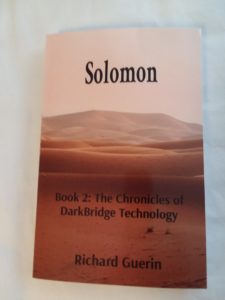 Solomon
Book 2: The Chronicles of
DarkBridge Technology
Richard Guerin